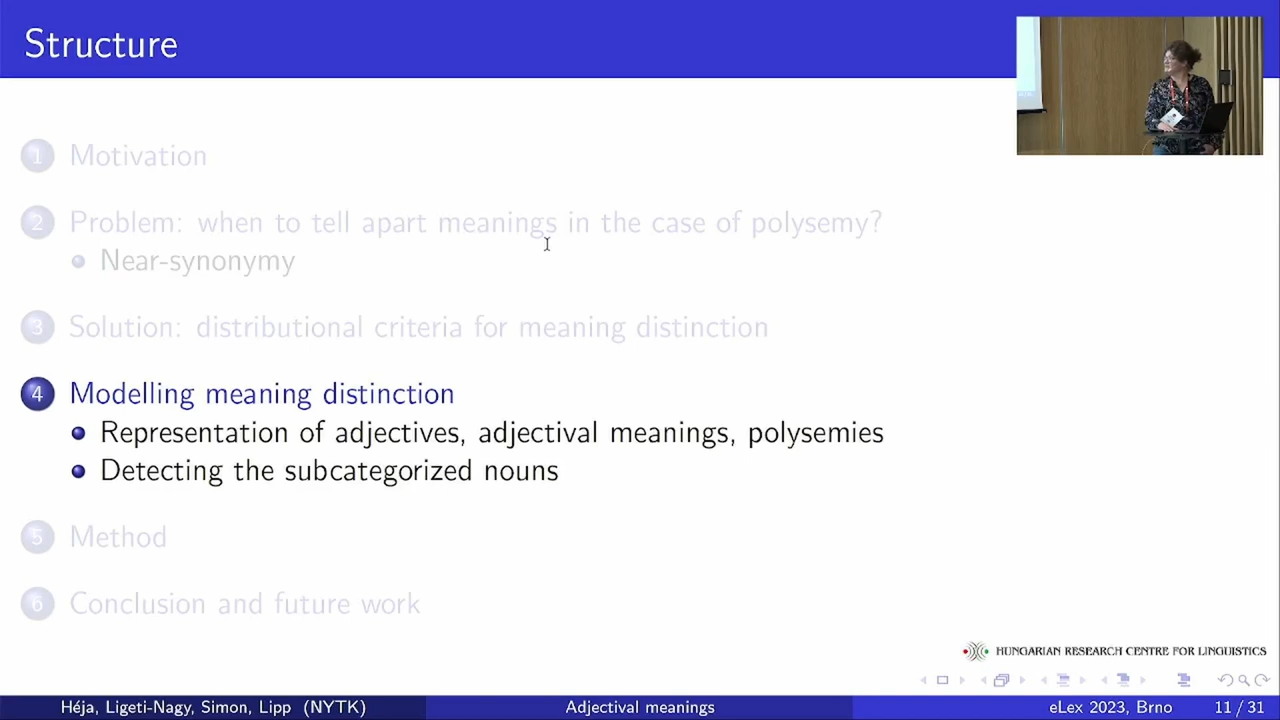 Structure
1 Motivation
2 Problem: when to tell apart meanings in the case of polysemy?
Near-synonymy
3 Solution: distributional criteria for meaning distinction
4 Modelling meaning distinction
Representation of adjectives, adjectival meanings, polysemies
Detecting the subcategorized nouns
5 Method
6 Conclusion and future work
HUNGARIAN RESEARCH CENTRE FOR LINGUISTICS
Héja, Ligeti-Nagy, Simon, Lipp (NYTK) Adjectival meanings eLex 2023, Brno 11 / 31